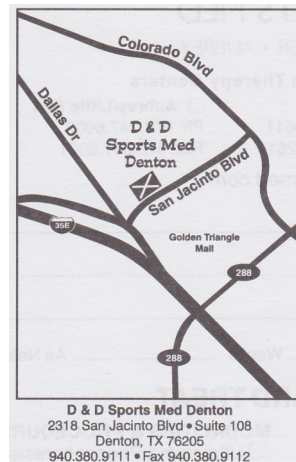 Colorado Blvd
Dallas Dr
D & D
Sports Med
Denton
San Jacinto Blvd
35E
Golden Triangle
Mall
288
288
D & D Sports Med Denton
2318 San Jacinto Blvd • Suite 108
Denton, TX 76205
940.380.9111 • Fax 940.380.9112